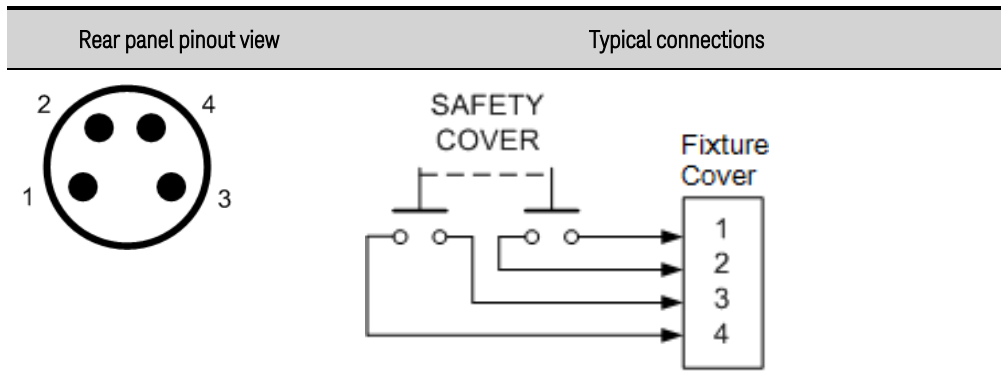 Rear panel pinout view
Typical connections
2
4
1
3
SAFETY
COVER
Fixture
Cover
1
2
3
4